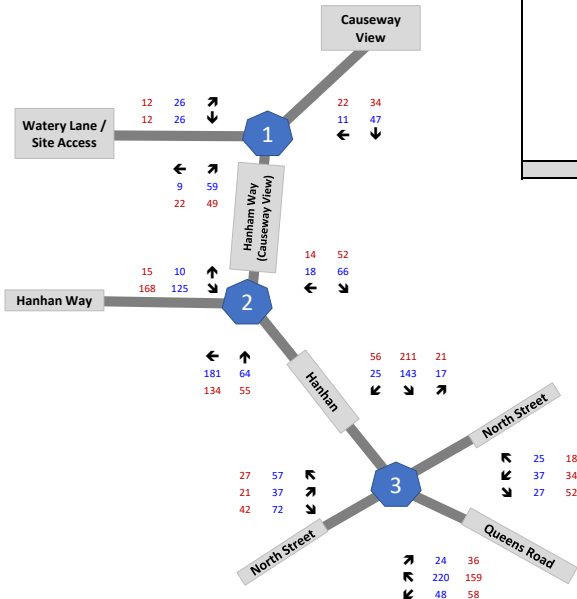 Causeway
View
12 26 ↗
12 26 ↓
22 34
11 47
← ↓
Watery Lane /
Site Access
1
← ↗
9 59
22 49
Hanham Way
(Causeway View)
14 52
18 66
← ↘
15 10 ↑
168 125 ↘
Hanhan Way
2
← ↑
181 64
134 55
56 211 21
25 143 17
↙ ↘ ↗
Hanhan
North Street
↖ 25 18
↙ 37 34
↘ 27 52
27 57 ↖
21 37 ↗
42 72 ↘
3
North Street
Queens Road
↗ 24 36
↖ 220 159
↙ 48 58